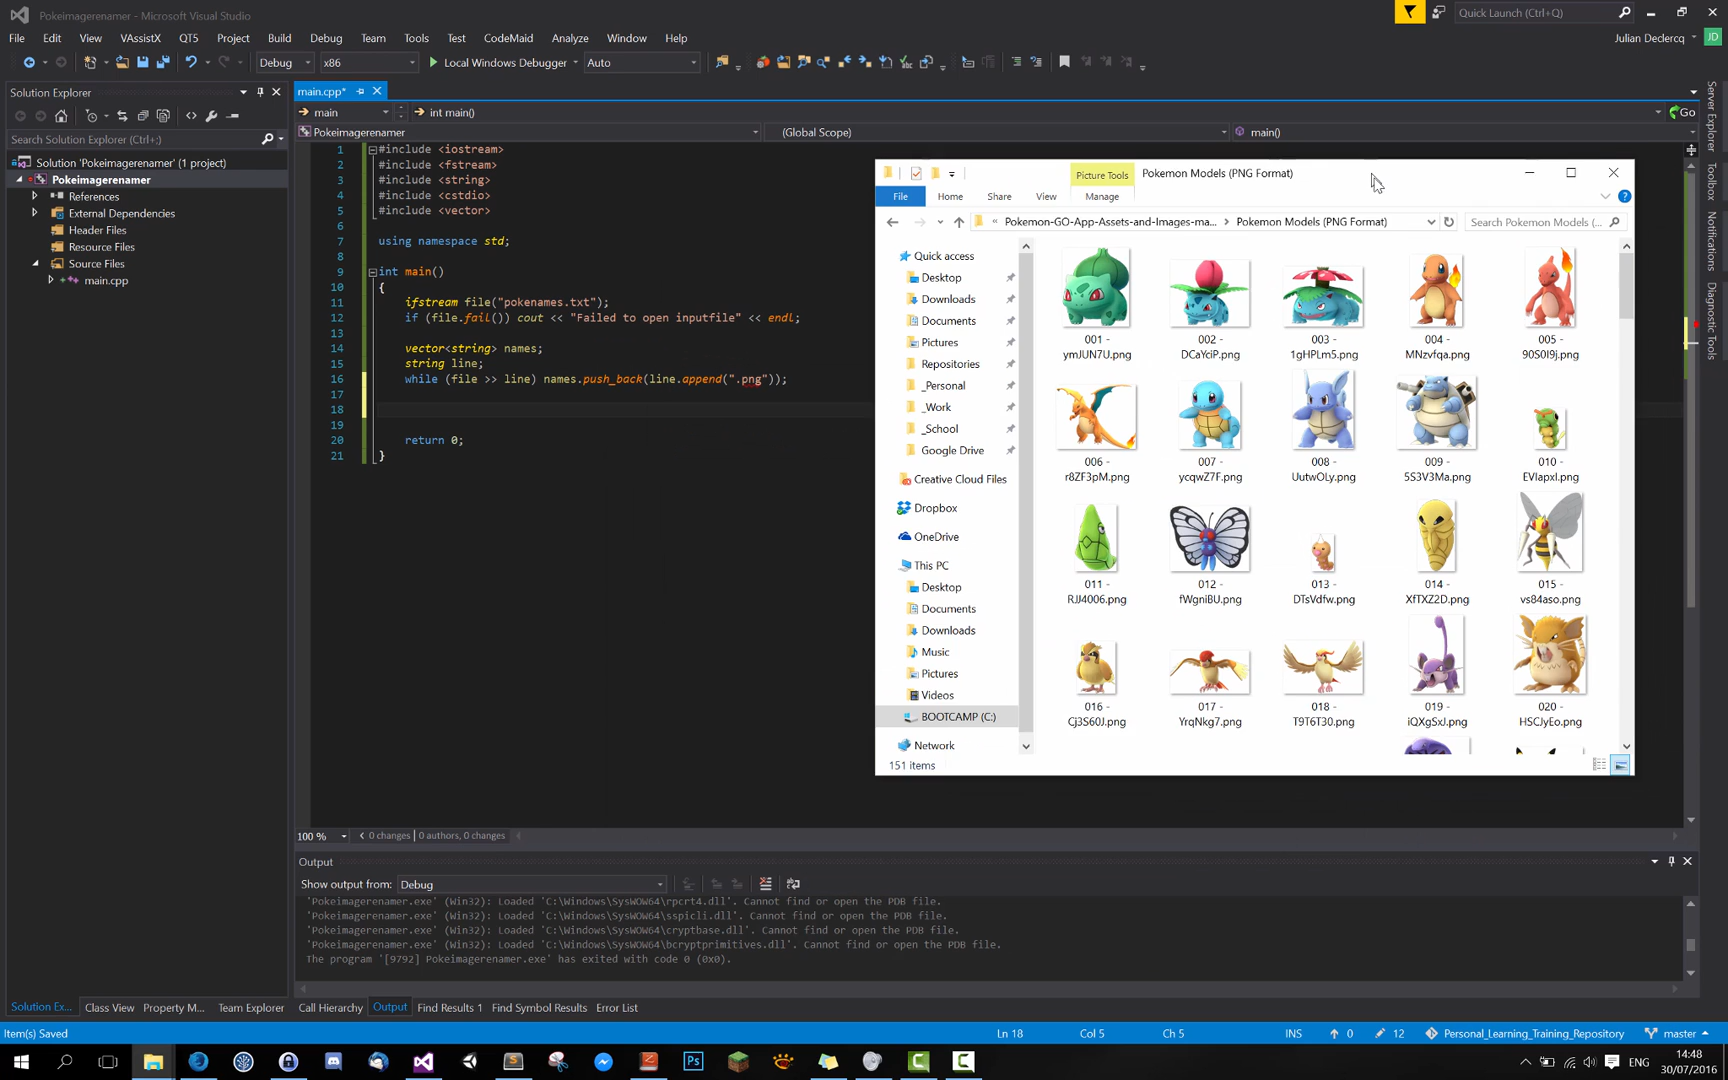 Pokeimagerenamer - Microsoft Visual Studio
Quick Launch (Ctrl+Q)
File Edit View VAssistX QT5 Project Build Debug Team Tools Test CodeMaid Analyze Window Help
Julian Declercq JD
Debug x86 Local Windows Debugger Auto
Solution Explorer
Search Solution Explorer (Ctrl+;)
Solution 'Pokeimagerenamer' (1 project)
Pokeimagerenamer
References
External Dependencies
Header Files
Resource Files
Source Files
main.cpp
main.cpp*
main int main() Go
Pokeimagerenamer (Global Scope) main()
1 #include <iostream>
2 #include <fstream>
3 #include <string>
4 #include <cstdio>
5 #include <vector>
6
7 using namespace std;
8
9 int main()
10 {
11 ifstream file("pokenames.txt");
12 if (file.fail()) cout << "Failed to open inputfile" << endl;
13
14 vector<string> names;
15 string line;
16 while (file >> line) names.push_back(line.append(".png"));
17
18
19
20 return 0;
21 }
Picture Tools Pokemon Models (PNG Format)
File Home Share View Manage
« Pokemon-GO-App-Assets-and-Images-ma... Pokemon Models (PNG Format) Search Pokemon Models (...
Quick access
Desktop
Downloads
Documents
Pictures
Repositories
_Personal
_Work
_School
Google Drive
Creative Cloud Files
Dropbox
OneDrive
This PC
Desktop
Documents
Downloads
Music
Pictures
Videos
BOOTCAMP (C:)
Network
001 - ymJUN7U.png
002 - DCaYciP.png
003 - 1gHPLm5.png
004 - MNzvfqa.png
005 - 90S0I9j.png
006 - r8ZF3pM.png
007 - ycqwZ7F.png
008 - UutwOLy.png
009 - 5S3V3Ma.png
010 - EVIapxI.png
011 - RJJ4006.png
012 - fWgniBU.png
013 - DTsVdfw.png
014 - XfTXZ2D.png
015 - vs84aso.png
016 - Cj3S60J.png
017 - YrqNkg7.png
018 - T9T6T30.png
019 - iQXgSxJ.png
020 - HSCJyEo.png
151 items
Server Explorer
Toolbox
Notifications
Diagnostic Tools
100 % 0 changes | 0 authors, 0 changes
Output
Show output from: Debug
'Pokeimagerenamer.exe' (Win32): Loaded 'C:\Windows\SysWOW64\rpcrt4.dll'. Cannot find or open the PDB file.
'Pokeimagerenamer.exe' (Win32): Loaded 'C:\Windows\SysWOW64\sspicli.dll'. Cannot find or open the PDB file.
'Pokeimagerenamer.exe' (Win32): Loaded 'C:\Windows\SysWOW64\cryptbase.dll'. Cannot find or open the PDB file.
'Pokeimagerenamer.exe' (Win32): Loaded 'C:\Windows\SysWOW64\bcryptprimitives.dll'. Cannot find or open the PDB file.
The program '[9792] Pokeimagerenamer.exe' has exited with code 0 (0x0).
Solution Ex... Class View Property M... Team Explorer Call Hierarchy Output Find Results 1 Find Symbol Results Error List
Item(s) Saved Ln 18 Col 5 Ch 5 INS 0 12 Personal_Learning_Training_Repository master
Ps ENG 14:48
30/07/2016